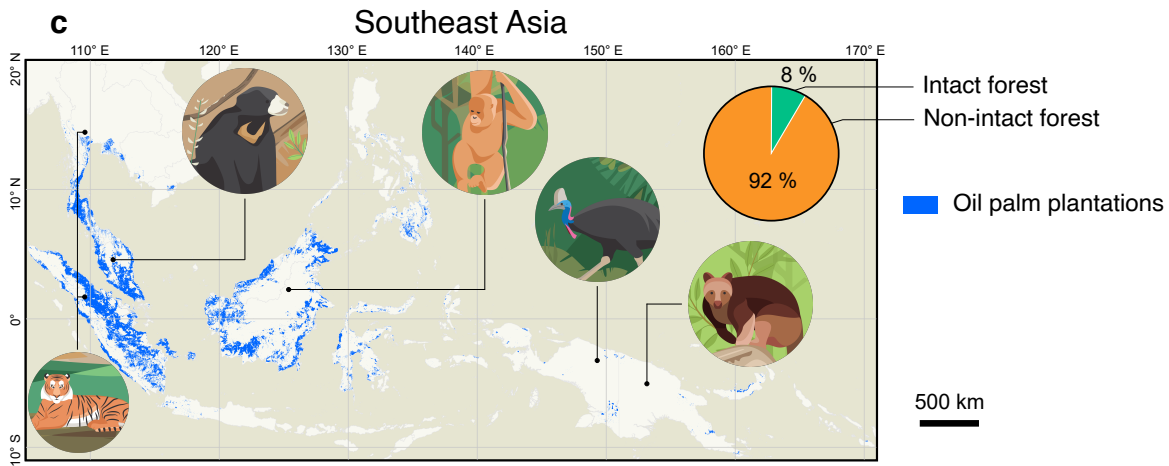 c
Southeast Asia
110° E 120° E 130° E 140° E 150° E 160° E 170° E
20° N
10° N
0°
10° S
8 %
92 %
Intact forest
Non-intact forest
Oil palm plantations
500 km